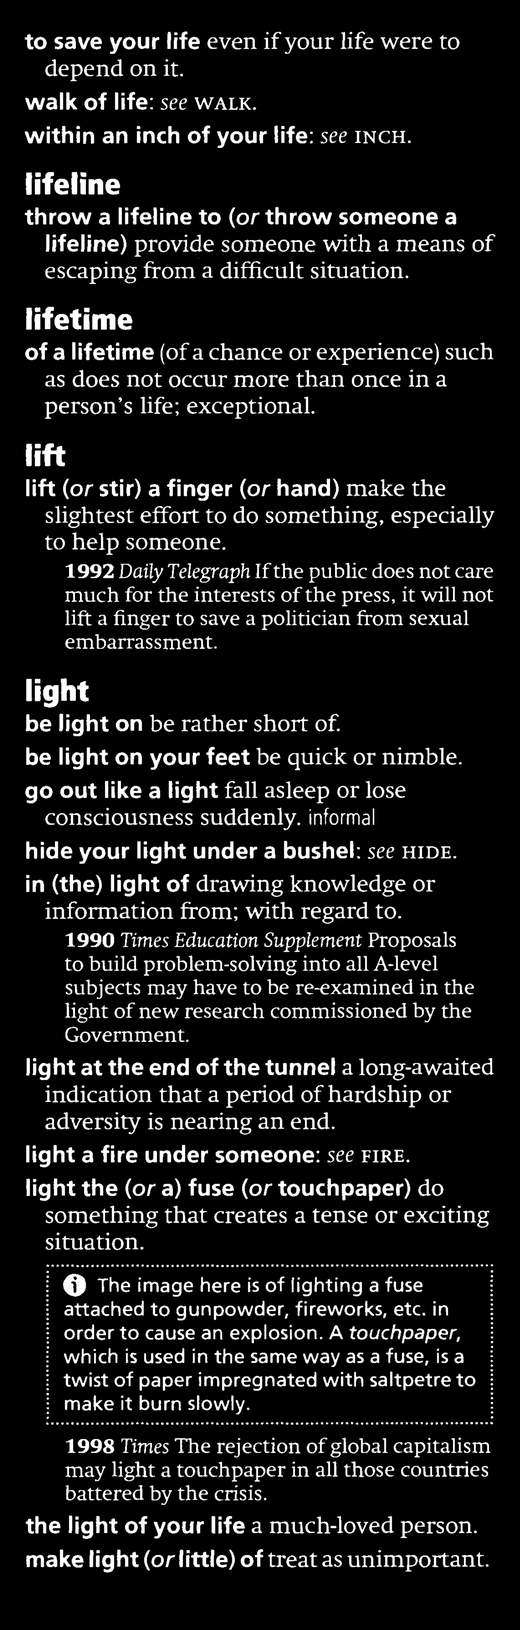 to save your life even if your life were to
depend on it.
walk of life: see WALK.
within an inch of your life: see INCH.
lifeline
throw a lifeline to (or throw someone a
lifeline) provide someone with a means of
escaping from a difficult situation.
lifetime
of a lifetime (of a chance or experience) such
as does not occur more than once in a
person's life; exceptional.
lift
lift (or stir) a finger (or hand) make the
slightest effort to do something, especially
to help someone.
1992 Daily Telegraph If the public does not care
much for the interests of the press, it will not
lift a finger to save a politician from sexual
embarrassment.
light
be light on be rather short of.
be light on your feet be quick or nimble.
go out like a light fall asleep or lose
consciousness suddenly. informal
hide your light under a bushel: see HIDE.
in (the) light of drawing knowledge or
information from; with regard to.
1990 Times Education Supplement Proposals
to build problem-solving into all A-level
subjects may have to be re-examined in the
light of new research commissioned by the
Government.
light at the end of the tunnel a long-awaited
indication that a period of hardship or
adversity is nearing an end.
light a fire under someone: see FIRE.
light the (or a) fuse (or touchpaper) do
something that creates a tense or exciting
situation.
i The image here is of lighting a fuse
attached to gunpowder, fireworks, etc. in
order to cause an explosion. A touchpaper,
which is used in the same way as a fuse, is a
twist of paper impregnated with saltpetre to
make it burn slowly.
1998 Times The rejection of global capitalism
may light a touchpaper in all those countries
battered by the crisis.
the light of your life a much-loved person.
make light (or little) of treat as unimportant.